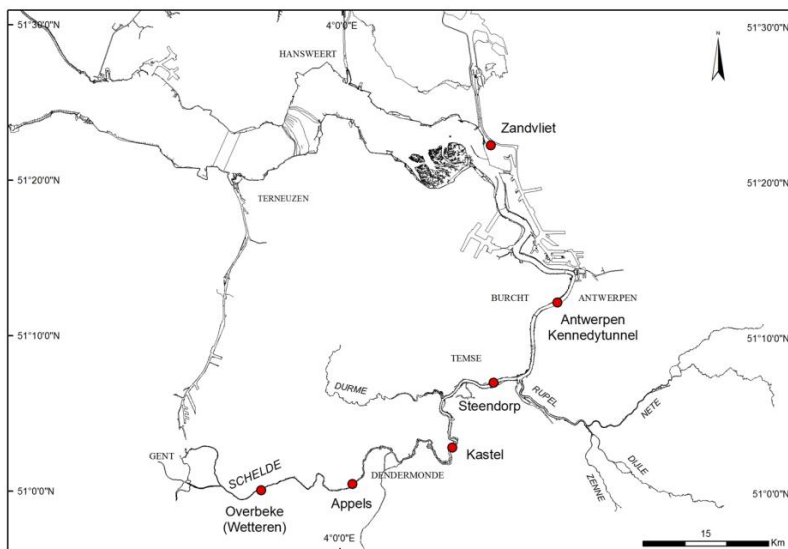 51°30'0"N
4°0'0"E
51°30'0"N
HANSWEERT
N
Zandvliet
51°20'0"N
51°20'0"N
TERNEUZEN
BURCHT
ANTWERPEN
Antwerpen
Kennedytunnel
51°10'0"N
51°10'0"N
TEMSE
DURME
Steendorp
RUPEL
NETE
Kastel
GENT
SCHELDE
DENDERMONDE
DIJLE
ZENNE
51°0'0"N
51°0'0"N
Overbeke
(Wetteren)
Appels
4°0'0"E
15
Km